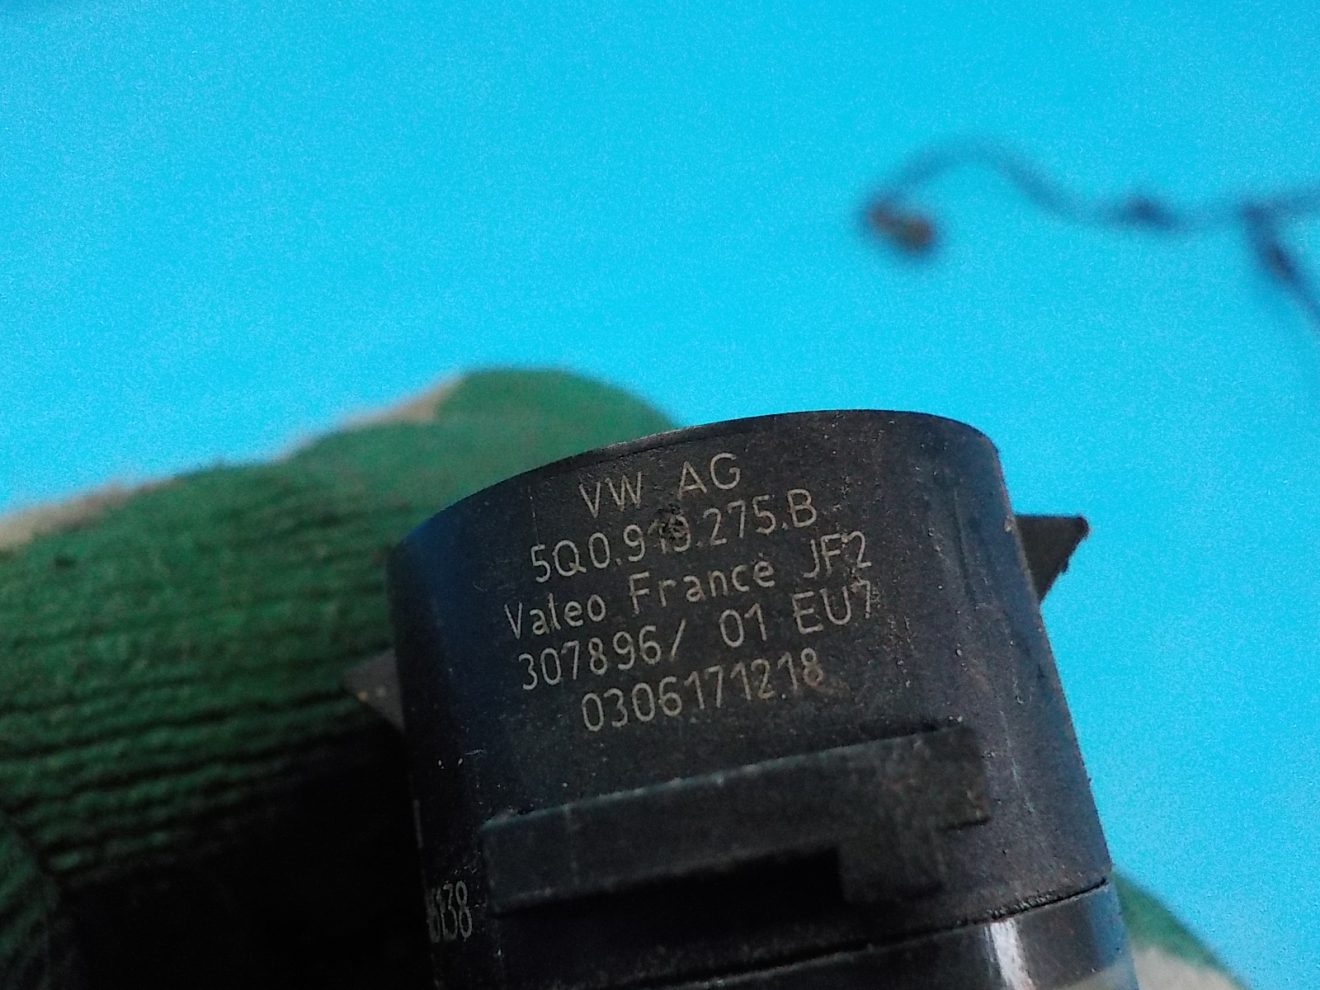 VW AG
5Q0.919.275.B
Valeo France JF2
307896/ 01 EU7
0306171218